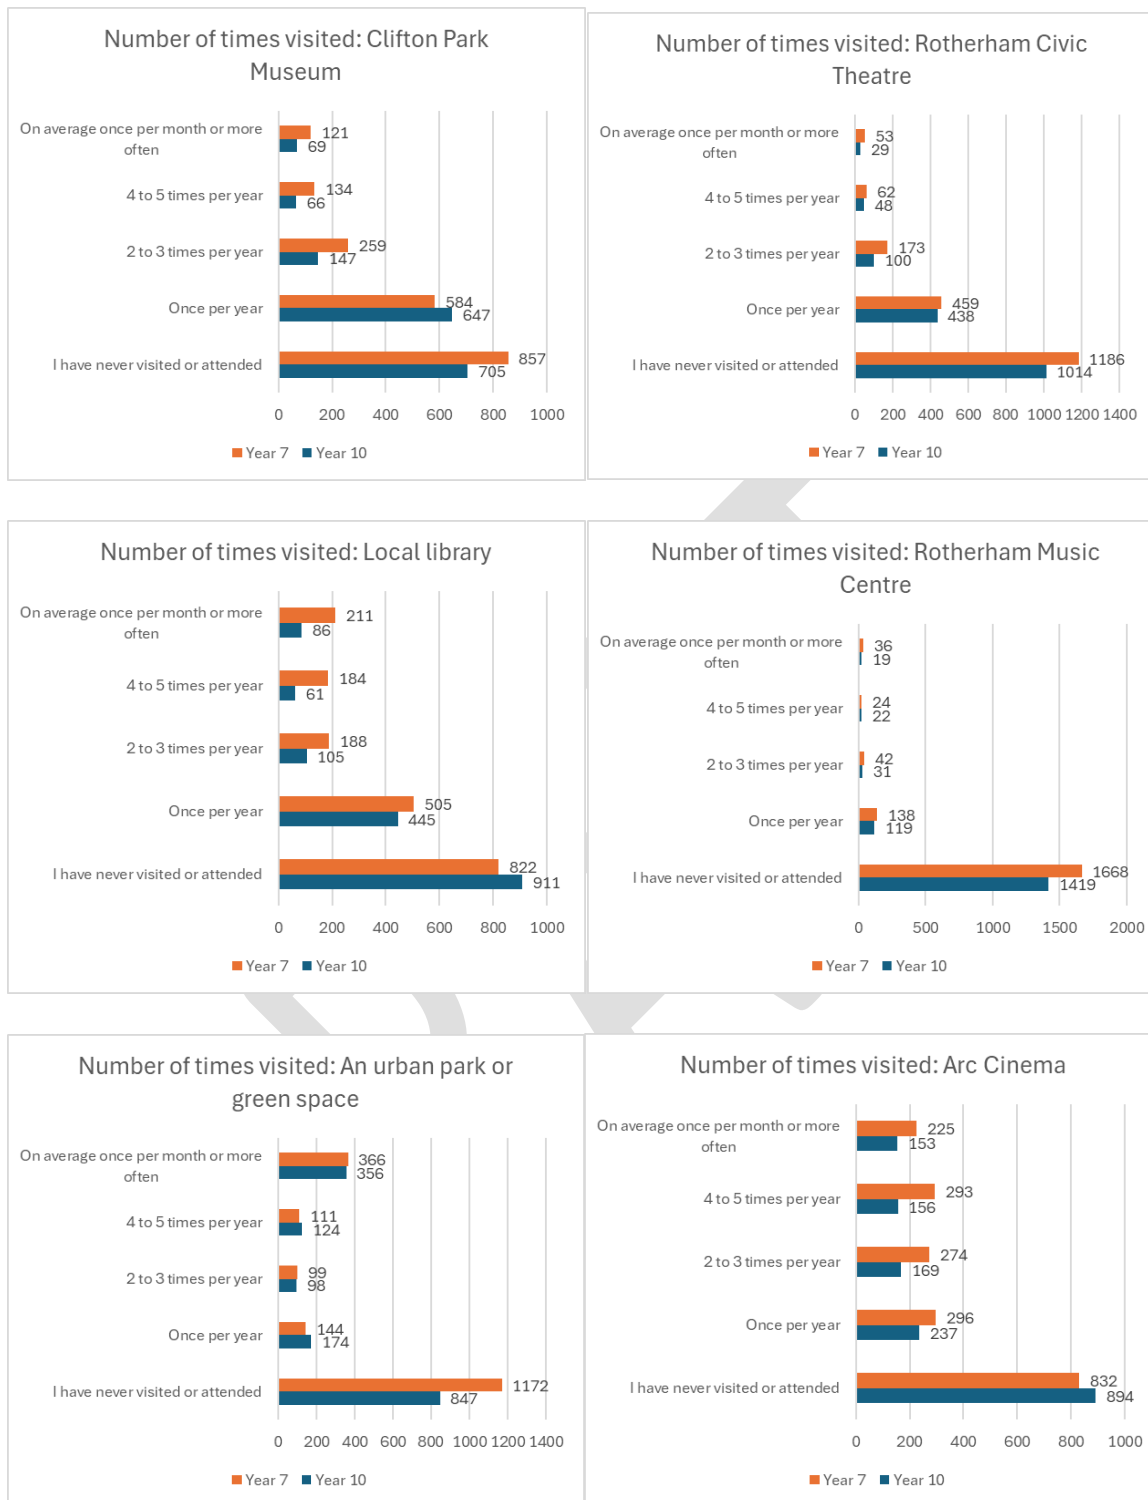 Number of times visited: Clifton Park
Museum
On average once per month or more
often
121
69
4 to 5 times per year
134
66
2 to 3 times per year
259
147
Once per year
584
647
I have never visited or attended
857
705
0 200 400 600 800 1000
Year 7 Year 10
Number of times visited: Rotherham Civic
Theatre
On average once per month or more
often
53
29
4 to 5 times per year
62
48
2 to 3 times per year
173
100
Once per year
459
438
I have never visited or attended
1186
1014
0 200 400 600 800 1000 1200 1400
Year 7 Year 10
Number of times visited: Local library
On average once per month or more
often
211
86
4 to 5 times per year
184
61
2 to 3 times per year
188
105
Once per year
505
445
I have never visited or attended
822
911
0 200 400 600 800 1000
Year 7 Year 10
Number of times visited: Rotherham Music
Centre
On average once per month or more
often
36
19
4 to 5 times per year
24
22
2 to 3 times per year
42
31
Once per year
138
119
I have never visited or attended
1668
1419
0 500 1000 1500 2000
Year 7 Year 10
Number of times visited: An urban park or
green space
On average once per month or more
often
366
356
4 to 5 times per year
111
124
2 to 3 times per year
99
98
Once per year
144
174
I have never visited or attended
1172
847
0 200 400 600 800 1000 1200 1400
Year 7 Year 10
Number of times visited: Arc Cinema
On average once per month or more
often
225
153
4 to 5 times per year
293
156
2 to 3 times per year
274
169
Once per year
296
237
I have never visited or attended
832
894
0 200 400 600 800 1000
Year 7 Year 10